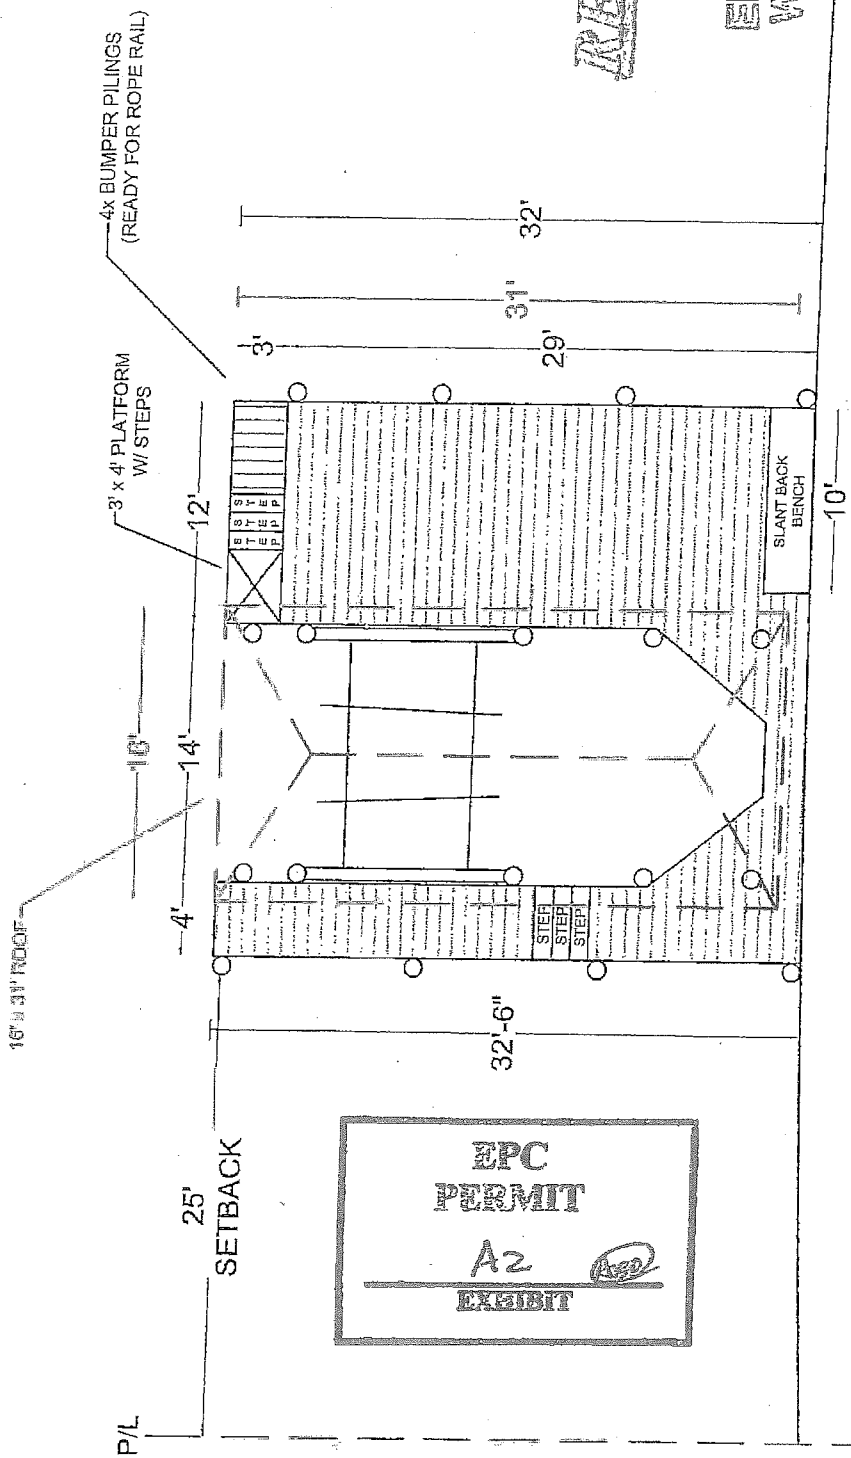 4x BUMPER PILINGS
(READY FOR ROPE RAIL)
3' x 4' PLATFORM
W/ STEPS
16' x 31' ROOF
16'
4'
14'
12'
3'
29'
31'
32'
STEP
STEP
STEP
STEP
STEP
STEP
SLANT BACK
BENCH
10'
32'-6"
25'
SETBACK
P/L
EPC
PERMIT
A2
EXHIBIT